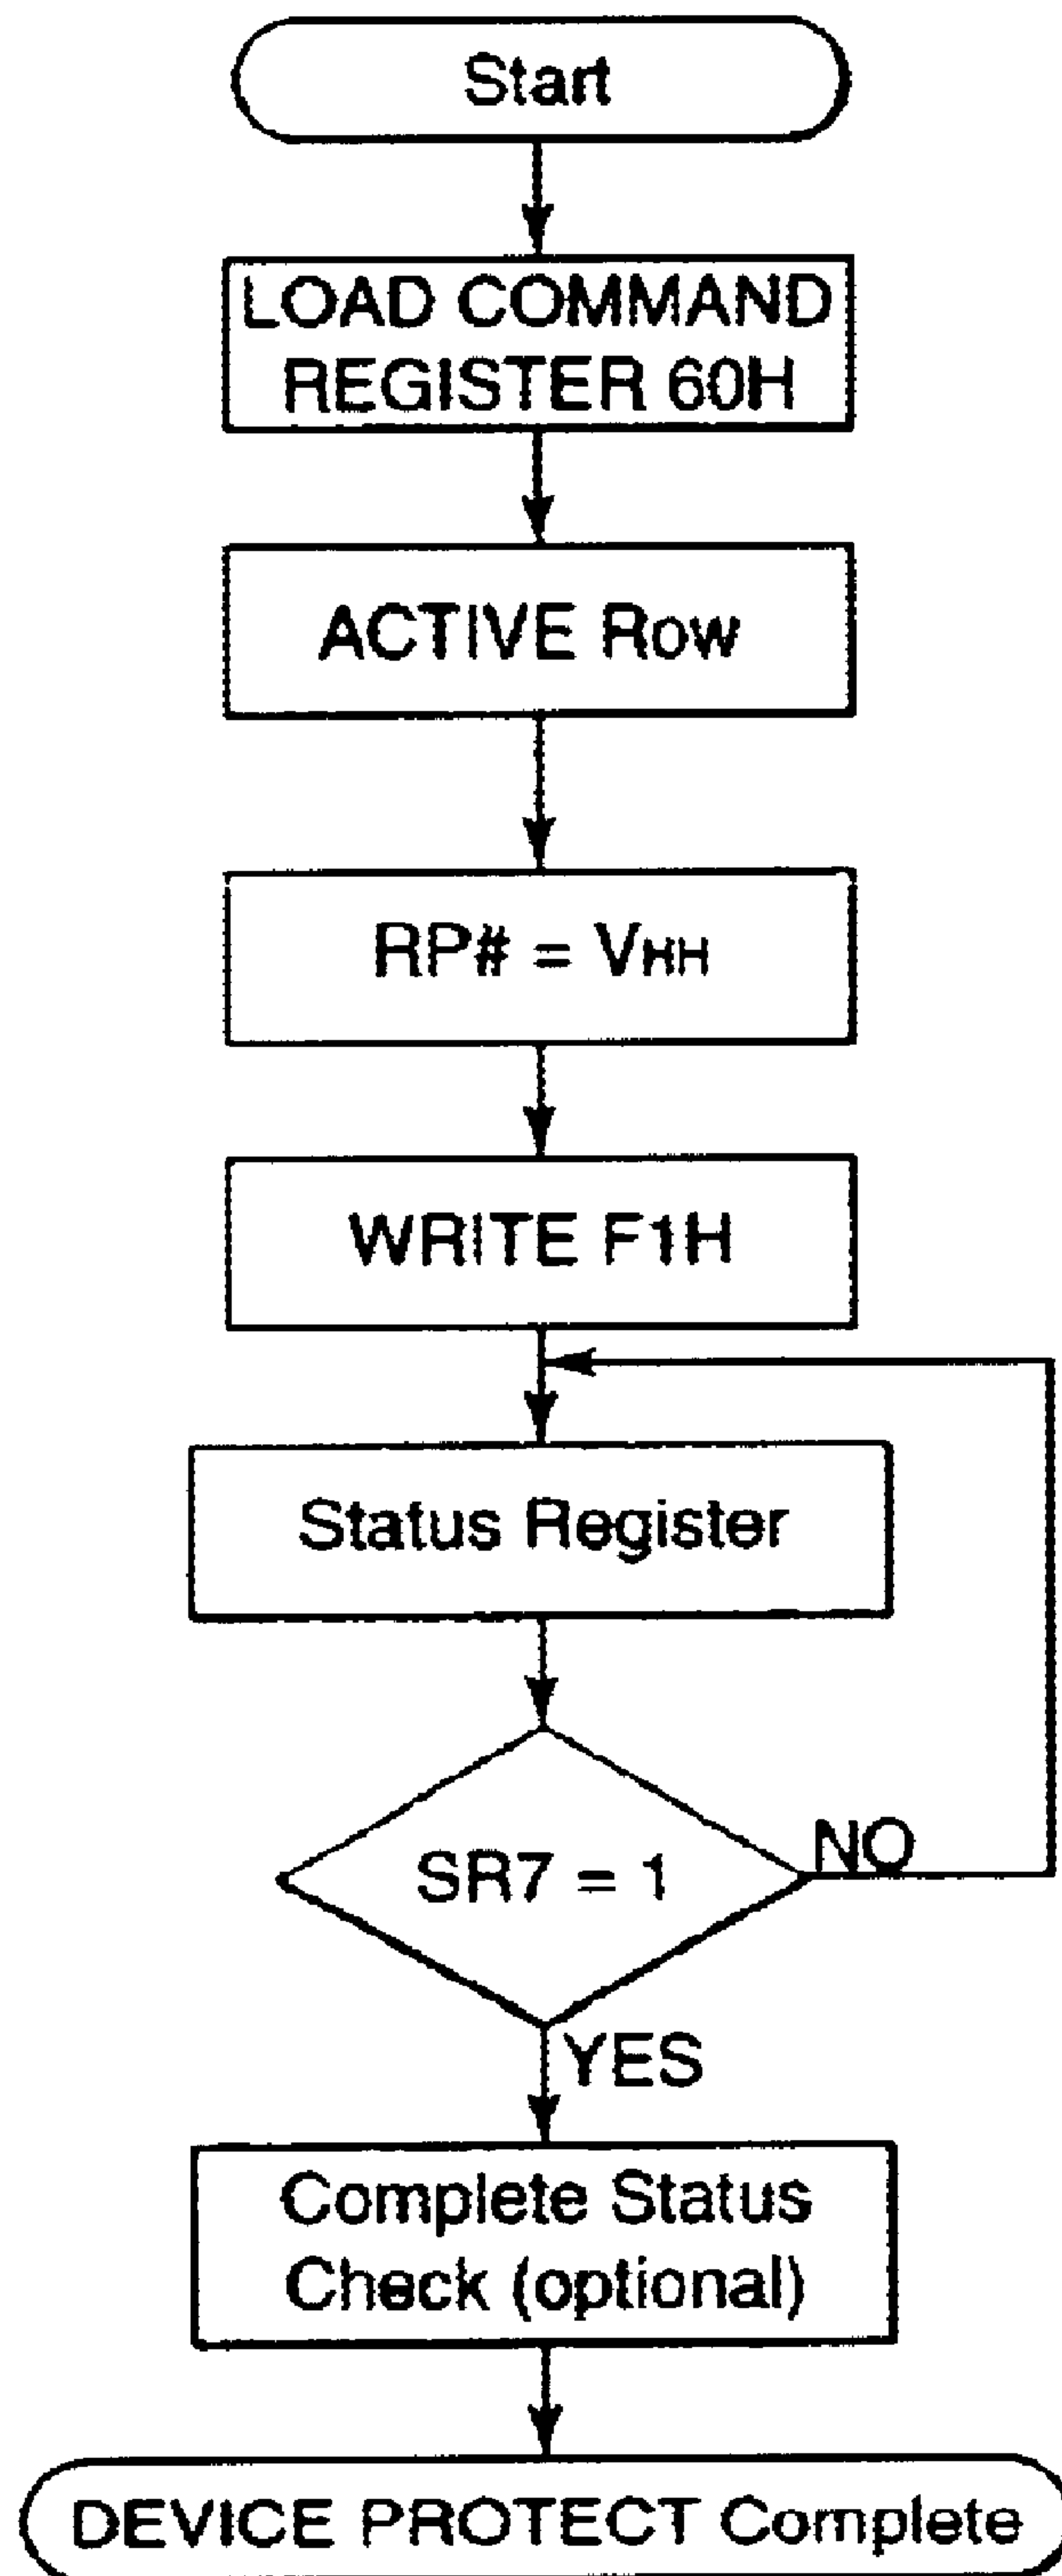 Start
LOAD COMMAND
REGISTER 60H
ACTIVE Row
RP# = VHH
WRITE F1H
Status Register
SR7 = 1
NO
YES
Complete Status
Check (optional)
DEVICE PROTECT Complete